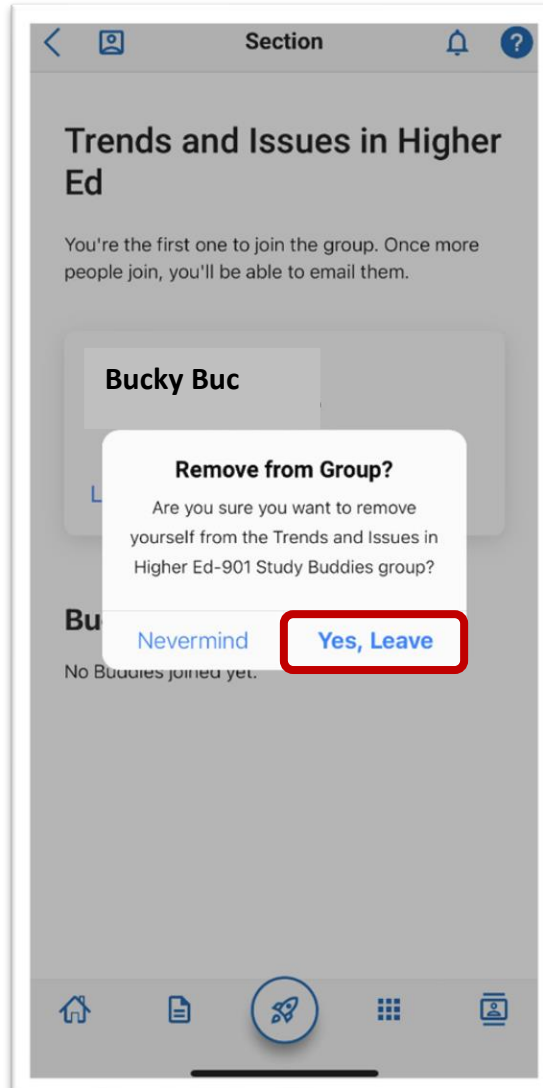 Section
?
Trends and Issues in Higher
Ed
You're the first one to join the group. Once more
people join, you'll be able to email them.
Bucky Buc
Remove from Group?
Are you sure you want to remove
yourself from the Trends and Issues in
Higher Ed-901 Study Buddies group?
Nevermind
Yes, Leave
No Buddies joined yet.